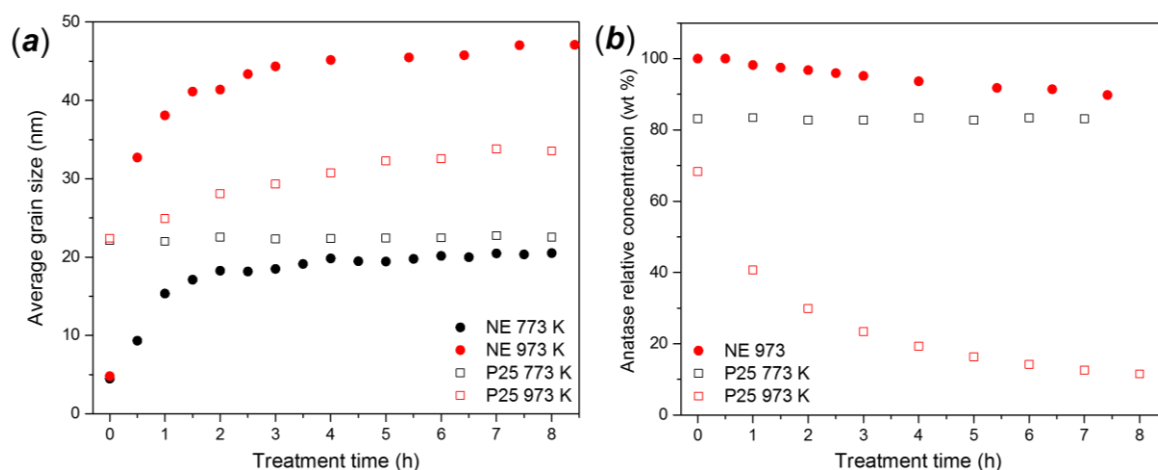 (a)
Average grain size (nm)
50
40
30
20
10
0
NE 773 K
NE 973 K
P25 773 K
P25 973 K
0 1 2 3 4 5 6 7 8
Treatment time (h)
(b)
Anatase relative concentration (wt %)
100
80
60
40
20
0
NE 973
P25 773 K
P25 973 K
0 1 2 3 4 5 6 7 8
Treatment time (h)